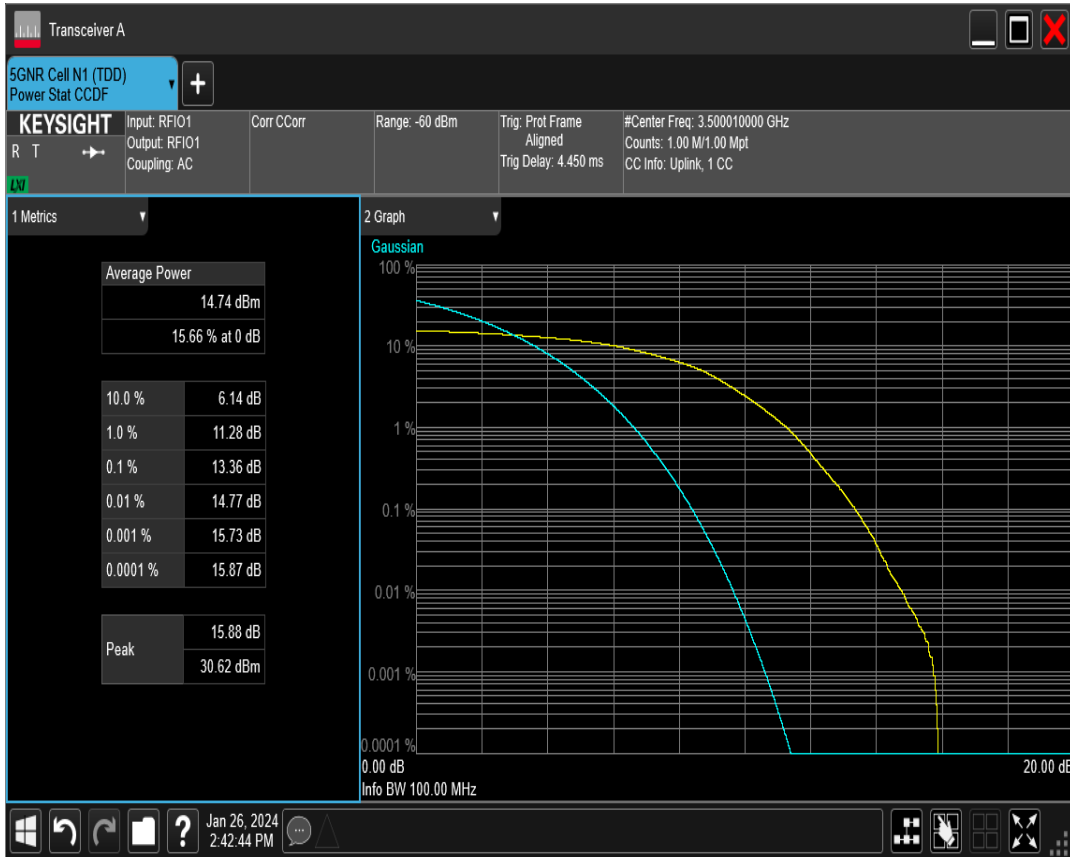 Transceiver A
5GNR Cell N1 (TDD)
Power Stat CCDF
+
KEYSIGHT
R T
LXI
Input: RFIO1
Output: RFIO1
Coupling: AC
Corr CCorr
Range: -60 dBm
Trig: Prot Frame
Aligned
Trig Delay: 4.450 ms
#Center Freq: 3.500010000 GHz
Counts: 1.00 M/1.00 Mpt
CC Info: Uplink, 1 CC
1 Metrics
Average Power
14.74 dBm
15.66 % at 0 dB
10.0 % 6.14 dB
1.0 % 11.28 dB
0.1 % 13.36 dB
0.01 % 14.77 dB
0.001 % 15.73 dB
0.0001 % 15.87 dB
Peak
15.88 dB
30.62 dBm
2 Graph
Gaussian
100 %
10 %
1 %
0.1 %
0.01 %
0.001 %
0.0001 %
0.00 dB
20.00 dB
Info BW 100.00 MHz
?
Jan 26, 2024
2:42:44 PM